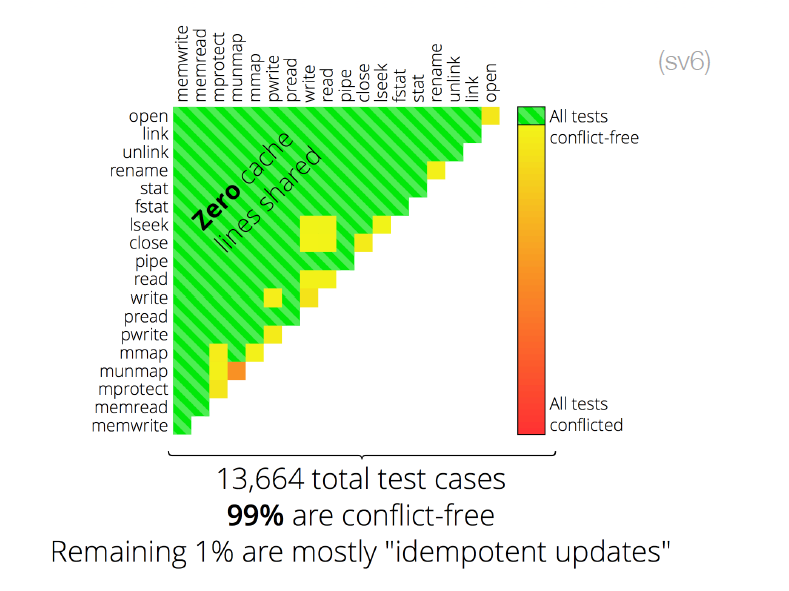 (sv6)
memwrite
memread
mprotect
munmap
mmap
pwrite
pread
write
read
pipe
close
lseek
fstat
stat
rename
unlink
link
open
open
link
unlink
rename
stat
fstat
lseek
close
pipe
read
write
pread
pwrite
mmap
munmap
mprotect
memread
memwrite
Zero cache
lines shared
All tests
conflict-free
All tests
conflicted
13,664 total test cases
99% are conflict-free
Remaining 1% are mostly "idempotent updates"